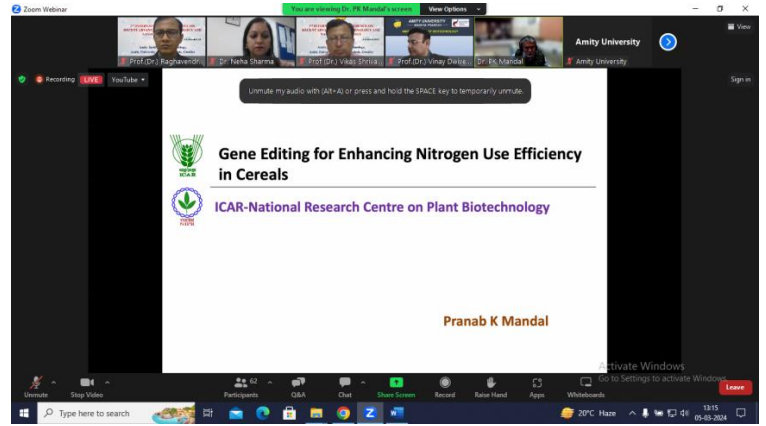 Zoom Webinar
You are viewing Dr. PK Mandal's screen
View Options
View
Prof.(Dr.) Raghavendr
Dr. Neha Sharma
Prof (Dr.) Vikas Shriva
Prof.(Dr.) Vinay Dwive
Dr. PK Mandal
Amity University
Amity University
Recording
LIVE
YouTube
Sign in
Unmute my audio with (Alt+A) or press and hold the SPACE key to temporarily unmute.
ICAR
Gene Editing for Enhancing Nitrogen Use Efficiency
in Cereals
ICAR-National Research Centre on Plant Biotechnology
Pranab K Mandal
Activate Windows
Go to Settings to activate Windows.
Unmute
Stop Video
62
Participants
Q&A
Chat
Share Screen
Record
Raise Hand
Apps
Whiteboards
Leave
Type here to search
20°C Haze
13:15
05-03-2024